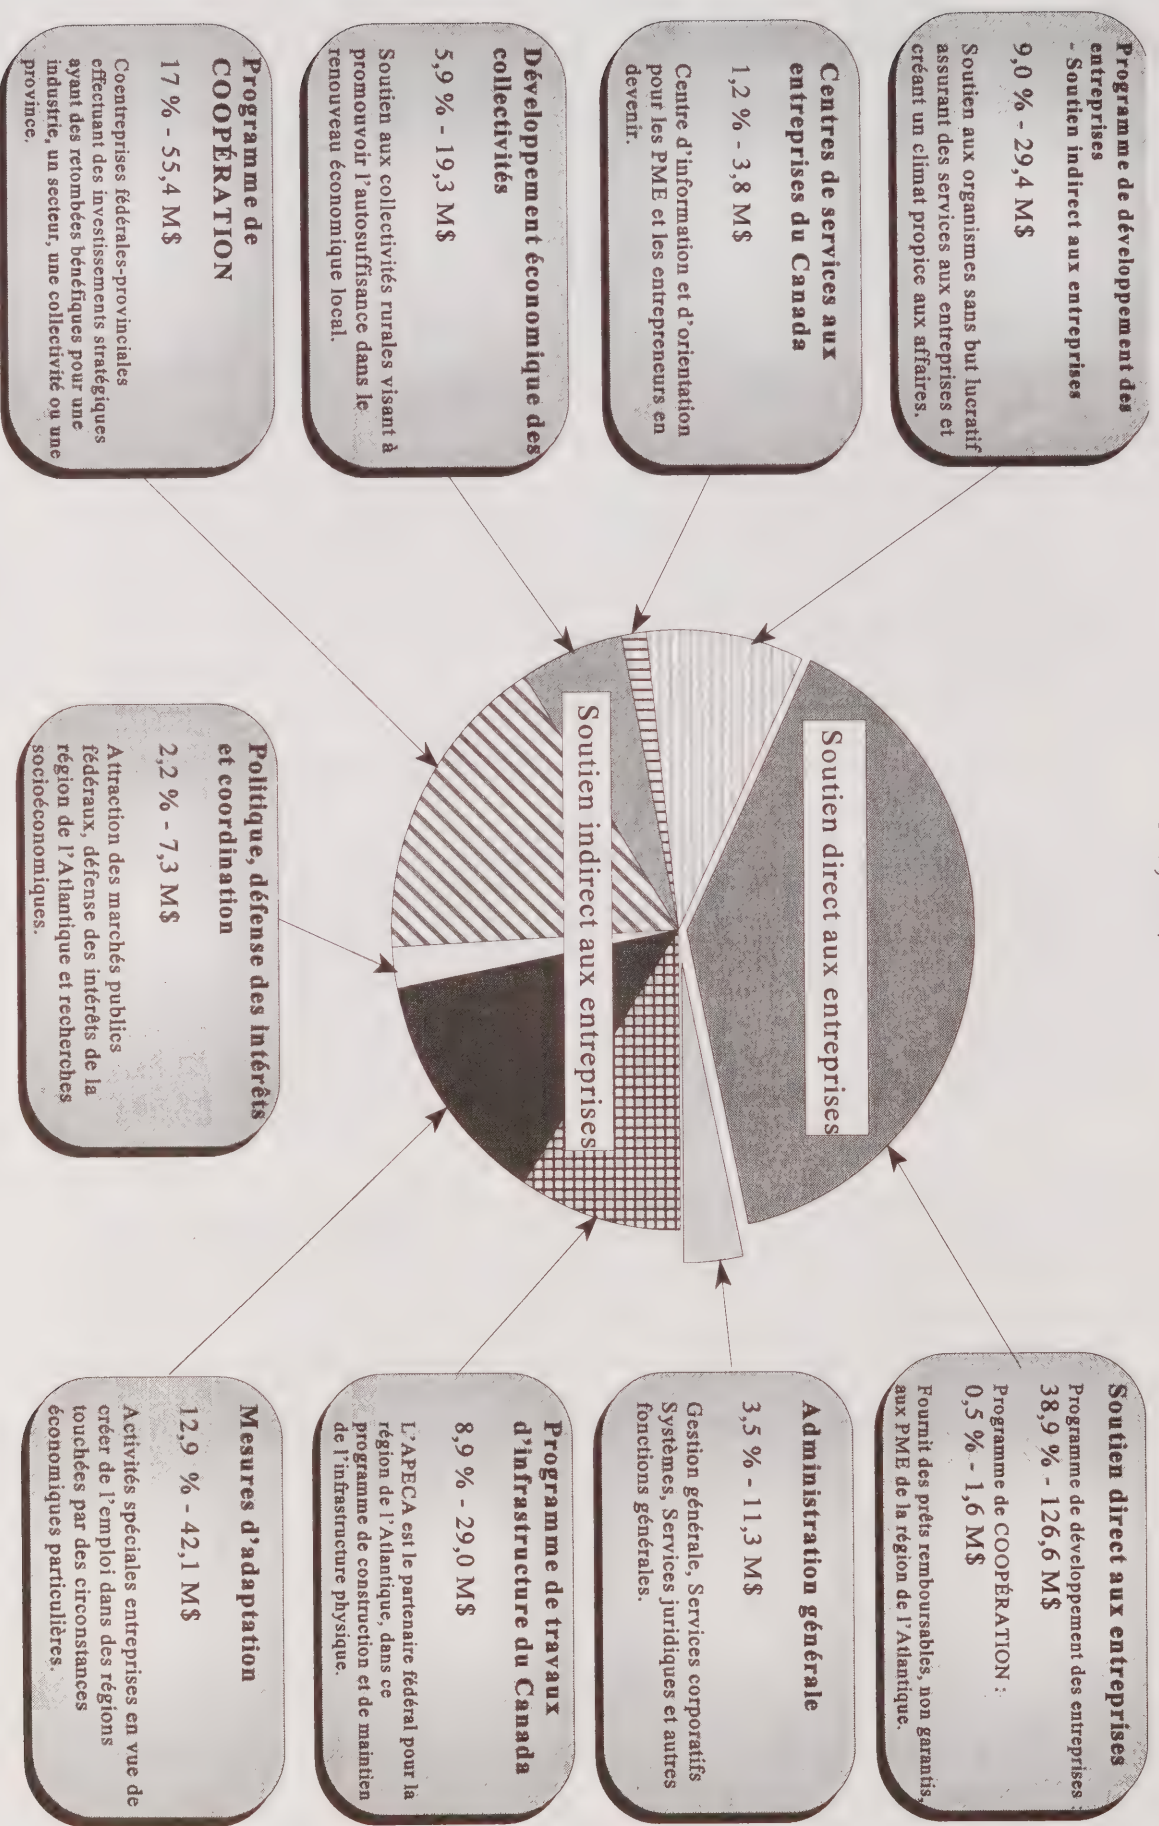 Programme de développement des
entreprises
- Soutien indirect aux entreprises
9,0 % - 29,4 M$
Soutien aux organismes sans but lucratif
assurant des services aux entreprises et
créant un climat propice aux affaires.
Centres de services aux
entreprises du Canada
1,2 % - 3,8 M$
Centre d'information et d'orientation
pour les PME et les entrepreneurs en
devenir.
Développement économique des
collectivités
5,9 % - 19,3 M$
Soutien aux collectivités rurales visant à
promouvoir l'autosuffisance dans le
renouveau économique local.
Programme de
COOPÉRATION
17 % - 55,4 M$
Coentreprises fédérales-provinciales
effectuant des investissements stratégiques
ayant des retombées bénéfiques pour une
industrie, un secteur, une collectivité ou une
province.
Soutien direct aux entreprises
Soutien indirect aux entreprises
Politique, défense des intérêts
et coordination
2,2 % - 7,3 M$
Attraction des marchés publics
fédéraux, défense des intérêts de la
région de l'Atlantique et recherches
socioéconomiques.
Soutien direct aux entreprises
Programme de développement des entreprises :
38,9 % - 126,6 M$
Programme de COOPÉRATION :
0,5 % - 1,6 M$
Fournit des prêts remboursables, non garantis,
aux PME de la région de l'Atlantique.
Administration générale
3,5 % - 11,3 M$
Gestion générale, Services corporatifs
Systèmes, Services juridiques et autres
fonctions générales.
Programme de travaux
d'infrastructure du Canada
8,9 % - 29,0 M$
L'APECA est le partenaire fédéral pour la
région de l'Atlantique, dans ce
programme de construction et de maintien
de l'infrastructure physique.
Mesures d'adaptation
12,9 % - 42,1 M$
Activités spéciales entreprises en vue de
créer de l'emploi dans des régions
touchées par des circonstances
économiques particulières.